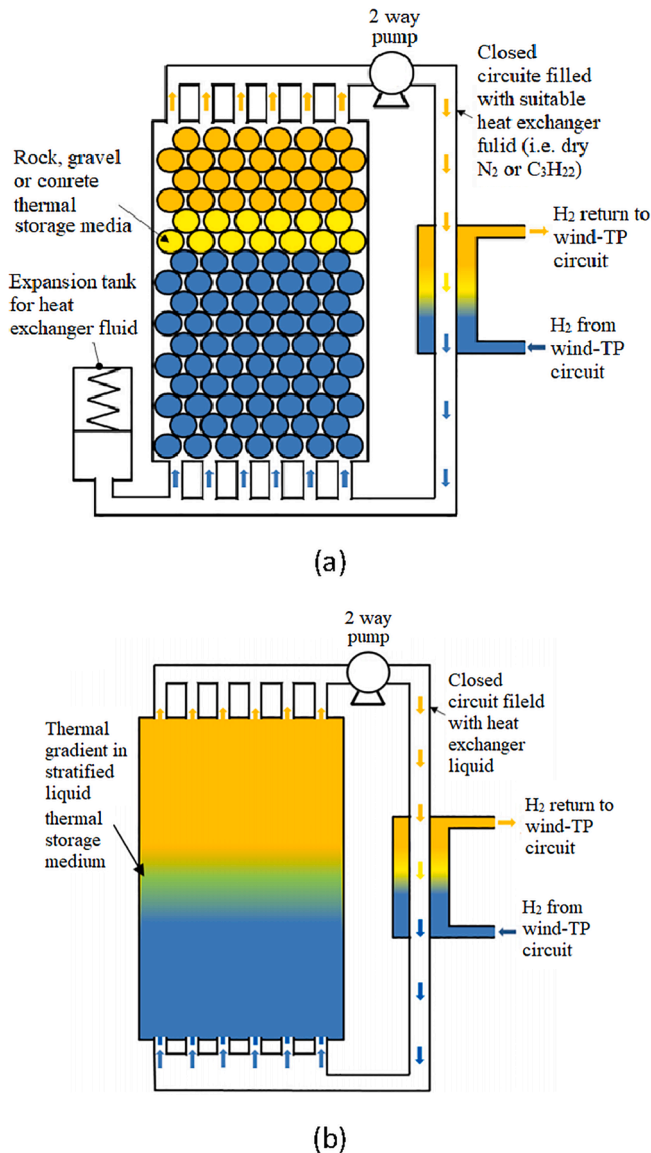 2 way
pump
Closed
circuite filled
with suitable
heat exchanger
fulid (i.e. dry
N₂ or C₃H₂₂)
Rock, gravel
or conrete
thermal
storage media
H₂ return to
wind-TP
circuit
Expansion tank
for heat
exchanger fluid
H₂ from
wind-TP
circuit
(a)
2 way
pump
Closed
circuit fileld
with heat
exchanger
liquid
Thermal
gradient in
stratified
liquid
thermal
storage
medium
H₂ return to
wind-TP
circuit
H₂ from
wind-TP
circuit
(b)